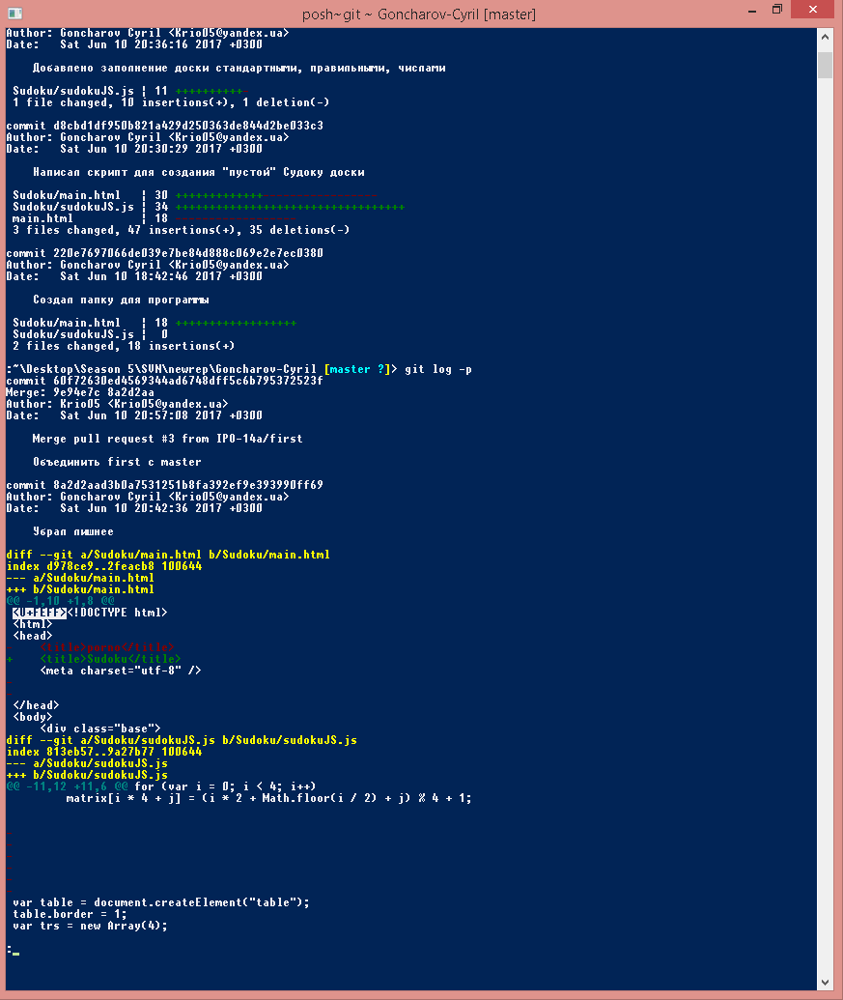 posh~git ~ Goncharov-Cyril [master]
Author: Goncharov Cyril <Krio05@yandex.ua>
Date:   Sat Jun 10 20:36:16 2017 +0300
    Добавлено заполнение доски стандартными, правильными, числами
 Sudoku/sudokuJS.js | 11 ++++++++++-
 1 file changed, 10 insertions(+), 1 deletion(-)
commit d8cbd1df950b821a429d250363de844d2be033c3
Author: Goncharov Cyril <Krio05@yandex.ua>
Date:   Sat Jun 10 20:30:29 2017 +0300
    Написал скрипт для создания "пустой" Судоку доски
 Sudoku/main.html   | 30 +++++++++++++-----------------
 Sudoku/sudokuJS.js | 34 ++++++++++++++++++++++++++++++++++
 main.html          | 18 ------------------
 3 files changed, 47 insertions(+), 35 deletions(-)
commit 220e7697066de039e7be84d888c069e2e7ec0380
Author: Goncharov Cyril <Krio05@yandex.ua>
Date:   Sat Jun 10 18:42:46 2017 +0300
    Создал папку для программы
 Sudoku/main.html   | 18 ++++++++++++++++++
 Sudoku/sudokuJS.js |  0
 2 files changed, 18 insertions(+)
:~\Desktop\Season 5\SVN\newrep\Goncharov-Cyril [master ?]> git log -p
commit 60f72630ed4569344ad6748dff5c6b795372523f
Merge: 9e94e7c 8a2d2aa
Author: Krio05 <Krio05@yandex.ua>
Date:   Sat Jun 10 20:57:08 2017 +0300
    Merge pull request #3 from IPO-14a/first
    Объединить first с master
commit 8a2d2aad3b0a7531251b8fa392ef9e393990ff69
Author: Goncharov Cyril <Krio05@yandex.ua>
Date:   Sat Jun 10 20:42:36 2017 +0300
    Убрал лишнее
diff --git a/Sudoku/main.html b/Sudoku/main.html
index d978ce9..2feacb8 100644
--- a/Sudoku/main.html
+++ b/Sudoku/main.html
@@ -1,10 +1,8 @@
 <U+FEFF><!DOCTYPE html>
 <html>
 <head>
-    <title>porno</title>
+    <title>Sudoku</title>
     <meta charset="utf-8" />
-
-
 </head>
 <body>
     <div class="base">
diff --git a/Sudoku/sudokuJS.js b/Sudoku/sudokuJS.js
index 813eb57..9a27b77 100644
--- a/Sudoku/sudokuJS.js
+++ b/Sudoku/sudokuJS.js
@@ -11,12 +11,6 @@ for (var i = 0; i < 4; i++)
         matrix[i * 4 + j] = (i * 2 + Math.floor(i / 2) + j) % 4 + 1;
-
-
-
-
-
-
 var table = document.createElement("table");
 table.border = 1;
 var trs = new Array(4);
:_